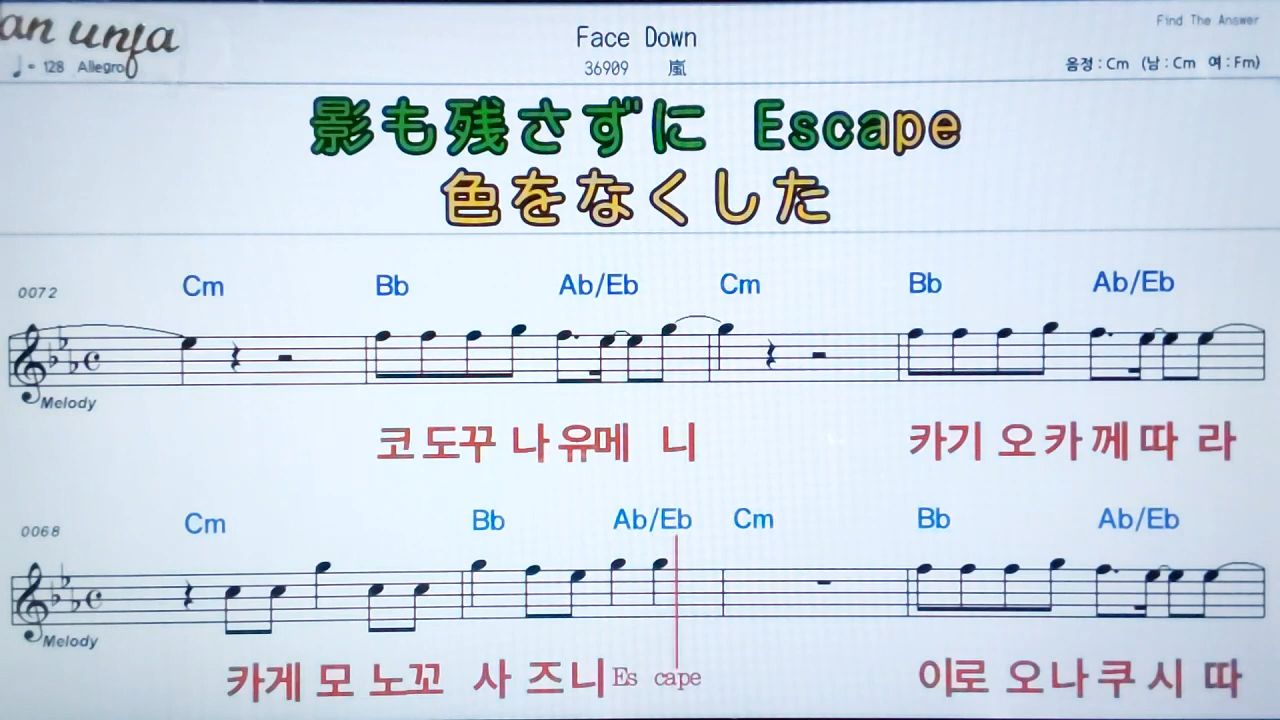 an unja
Face Down
Find The Answer
♩= 128 Allegro
36909 嵐
음정 : Cm (남 : Cm 여 : Fm)
影も残さずに Escape
色をなくした
0072
Cm Bb Ab/Eb Cm Bb Ab/Eb
Melody
코 도꾸 나 유메 니 카기 오 카 께 따 라
0068
Cm Bb Ab/Eb Cm Bb Ab/Eb
Melody
카게 모 노꼬 사 즈니 Es cape 이로 오나 쿠 시 따